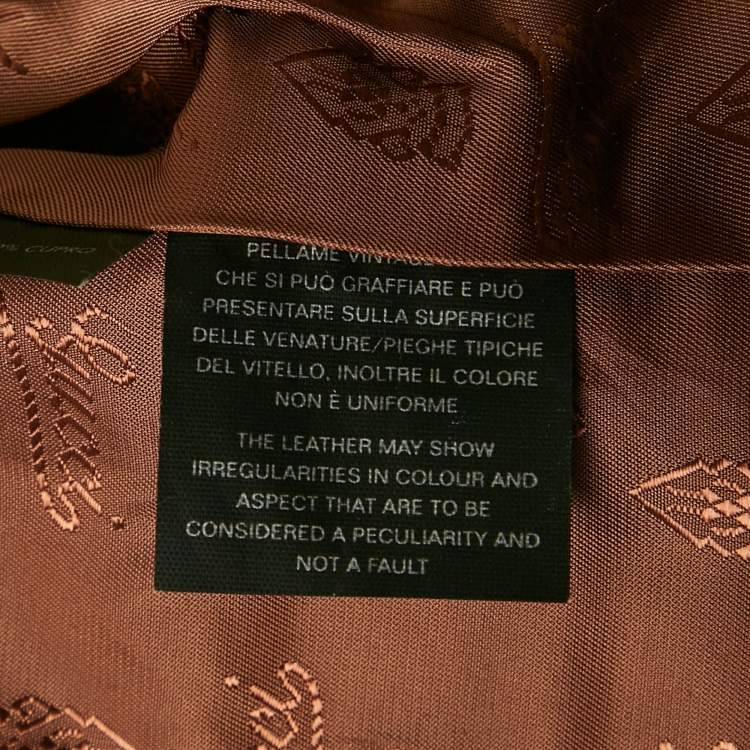 % CUPRO
PELLAME VINTAGE
CHE SI PUÒ GRAFFIARE E PUÒ
PRESENTARE SULLA SUPERFICIE
DELLE VENATURE/PIEGHE TIPICHE
DEL VITELLO, INOLTRE IL COLORE
NON È UNIFORME
THE LEATHER MAY SHOW
IRREGULARITIES IN COLOUR AND
ASPECT THAT ARE TO BE
CONSIDERED A PECULIARITY AND
NOT A FAULT
Gucci